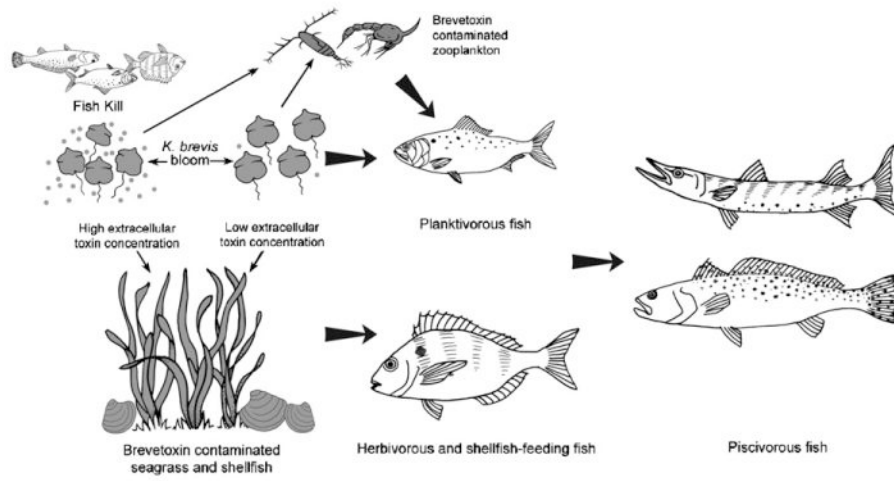 Brevetoxin
contaminated
zooplankton
Fish Kill
K. brevis
bloom
High extracellular
toxin concentration
Low extracellular
toxin concentration
Planktivorous fish
Brevetoxin contaminated
seagrass and shellfish
Herbivorous and shellfish-feeding fish
Piscivorous fish